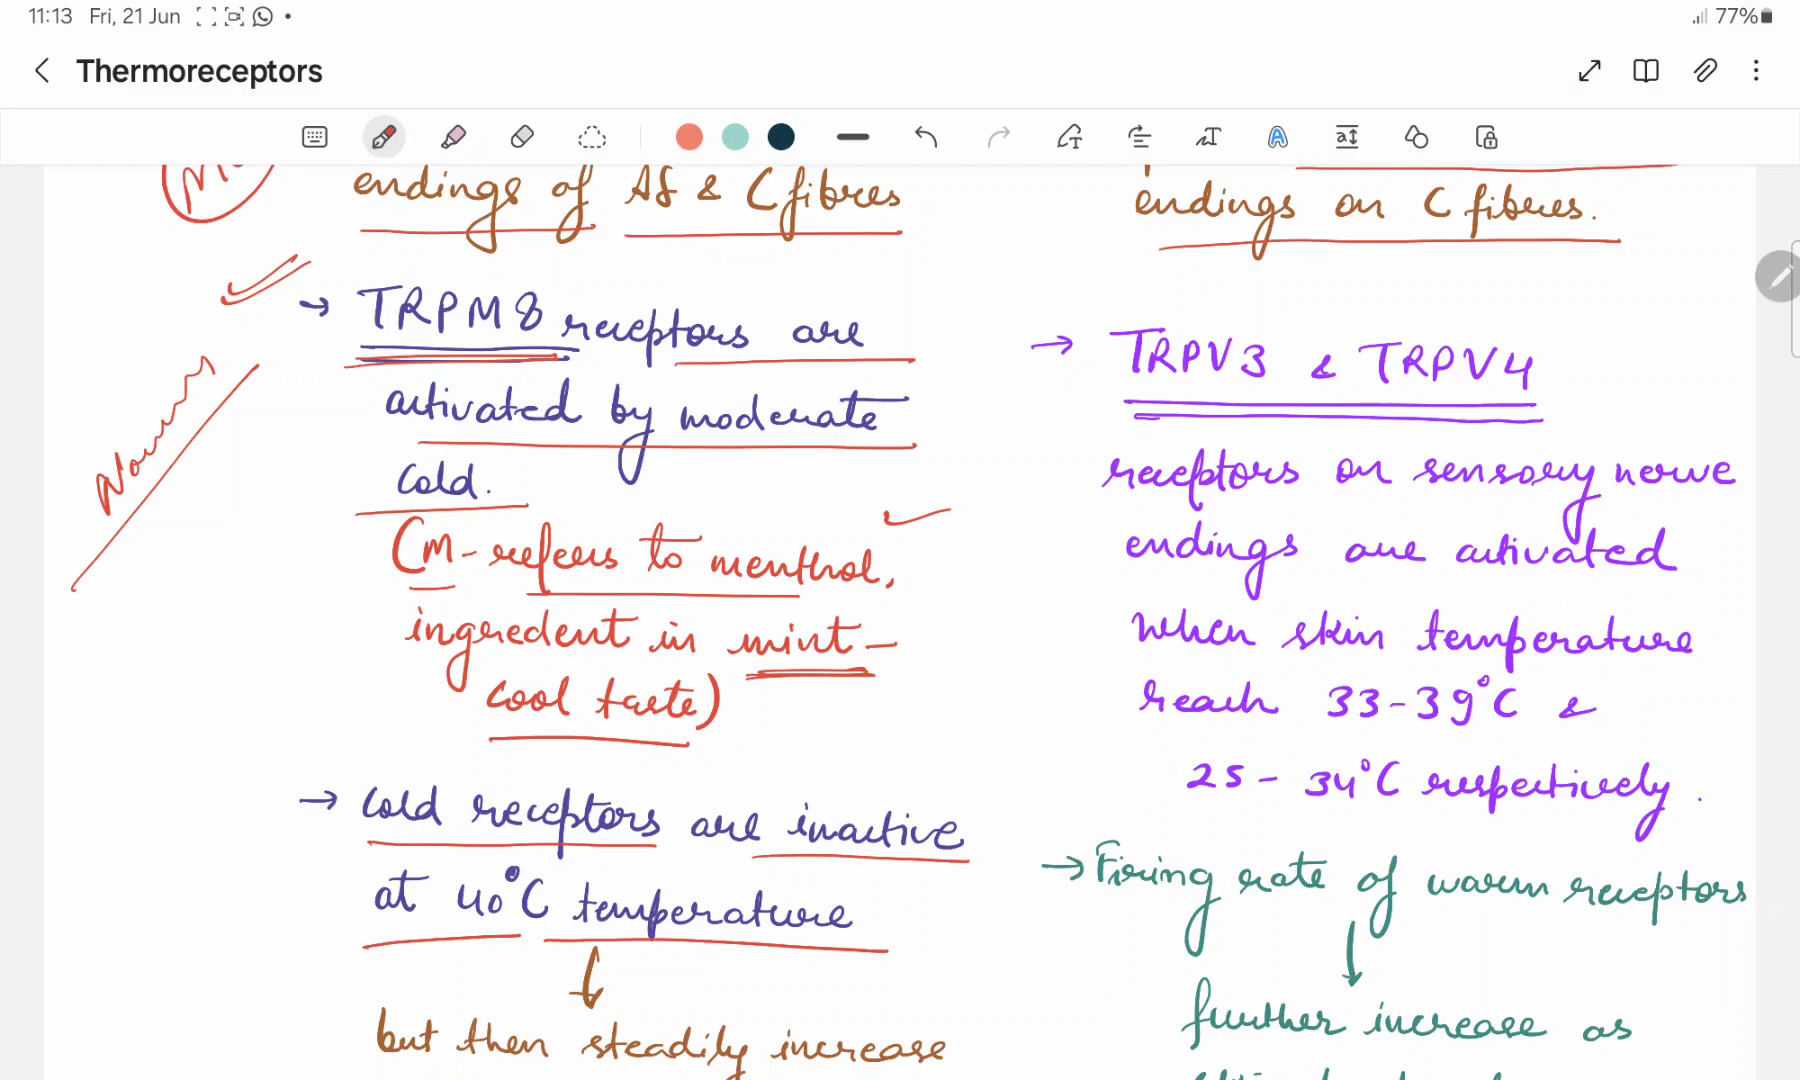 11:13 Fri, 21 Jun
77%
Thermoreceptors
endings of Aδ & C fibres
→ TRPM8 receptors are
activated by moderate
cold.
(M- refers to menthol,
ingredent in mint-
cool taste)
→ cold receptors are inactive
at 40°C temperature
↓
but then steadily increase
endings on C fibres.
→ TRPV3 & TRPV4
receptors on sensory nerve
endings are activated
when skin temperature
reach 33-39°C &
25-34°C respectively.
→ Firing rate of warm receptors
↓
further increase as